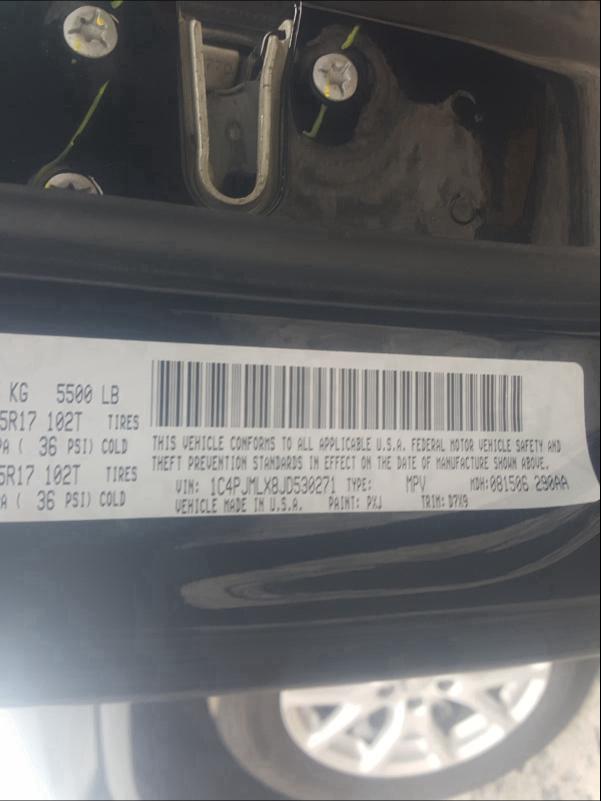 KG 5500 LB
5R17 102T TIRES
PA ( 36 PSI) COLD
5R17 102T TIRES
PA ( 36 PSI) COLD
THIS VEHICLE CONFORMS TO ALL APPLICABLE U.S.A. FEDERAL MOTOR VEHICLE SAFETY AND
THEFT PREVENTION STANDARDS IN EFFECT ON THE DATE OF MANUFACTURE SHOWN ABOVE.
VIN: 1C4PJMLX8JD530271 TYPE: MPV MDH: 081506 290AA
VEHICLE MADE IN U.S.A. PAINT: PXJ TRIM: D7X9